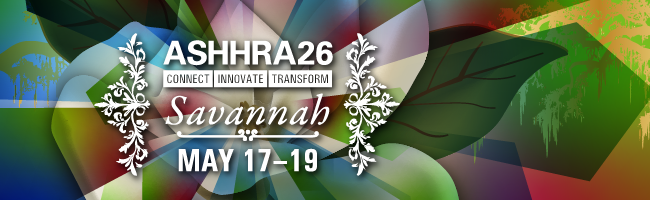 ASHHRA26
CONNECT | INNOVATE | TRANSFORM
Savannah
MAY 17–19